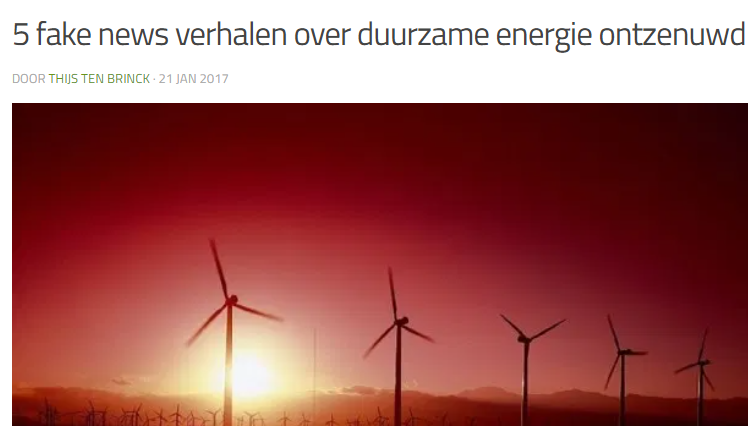 5 fake news verhalen over duurzame energie ontzenuwd
DOOR THIJS TEN BRINCK · 21 JAN 2017